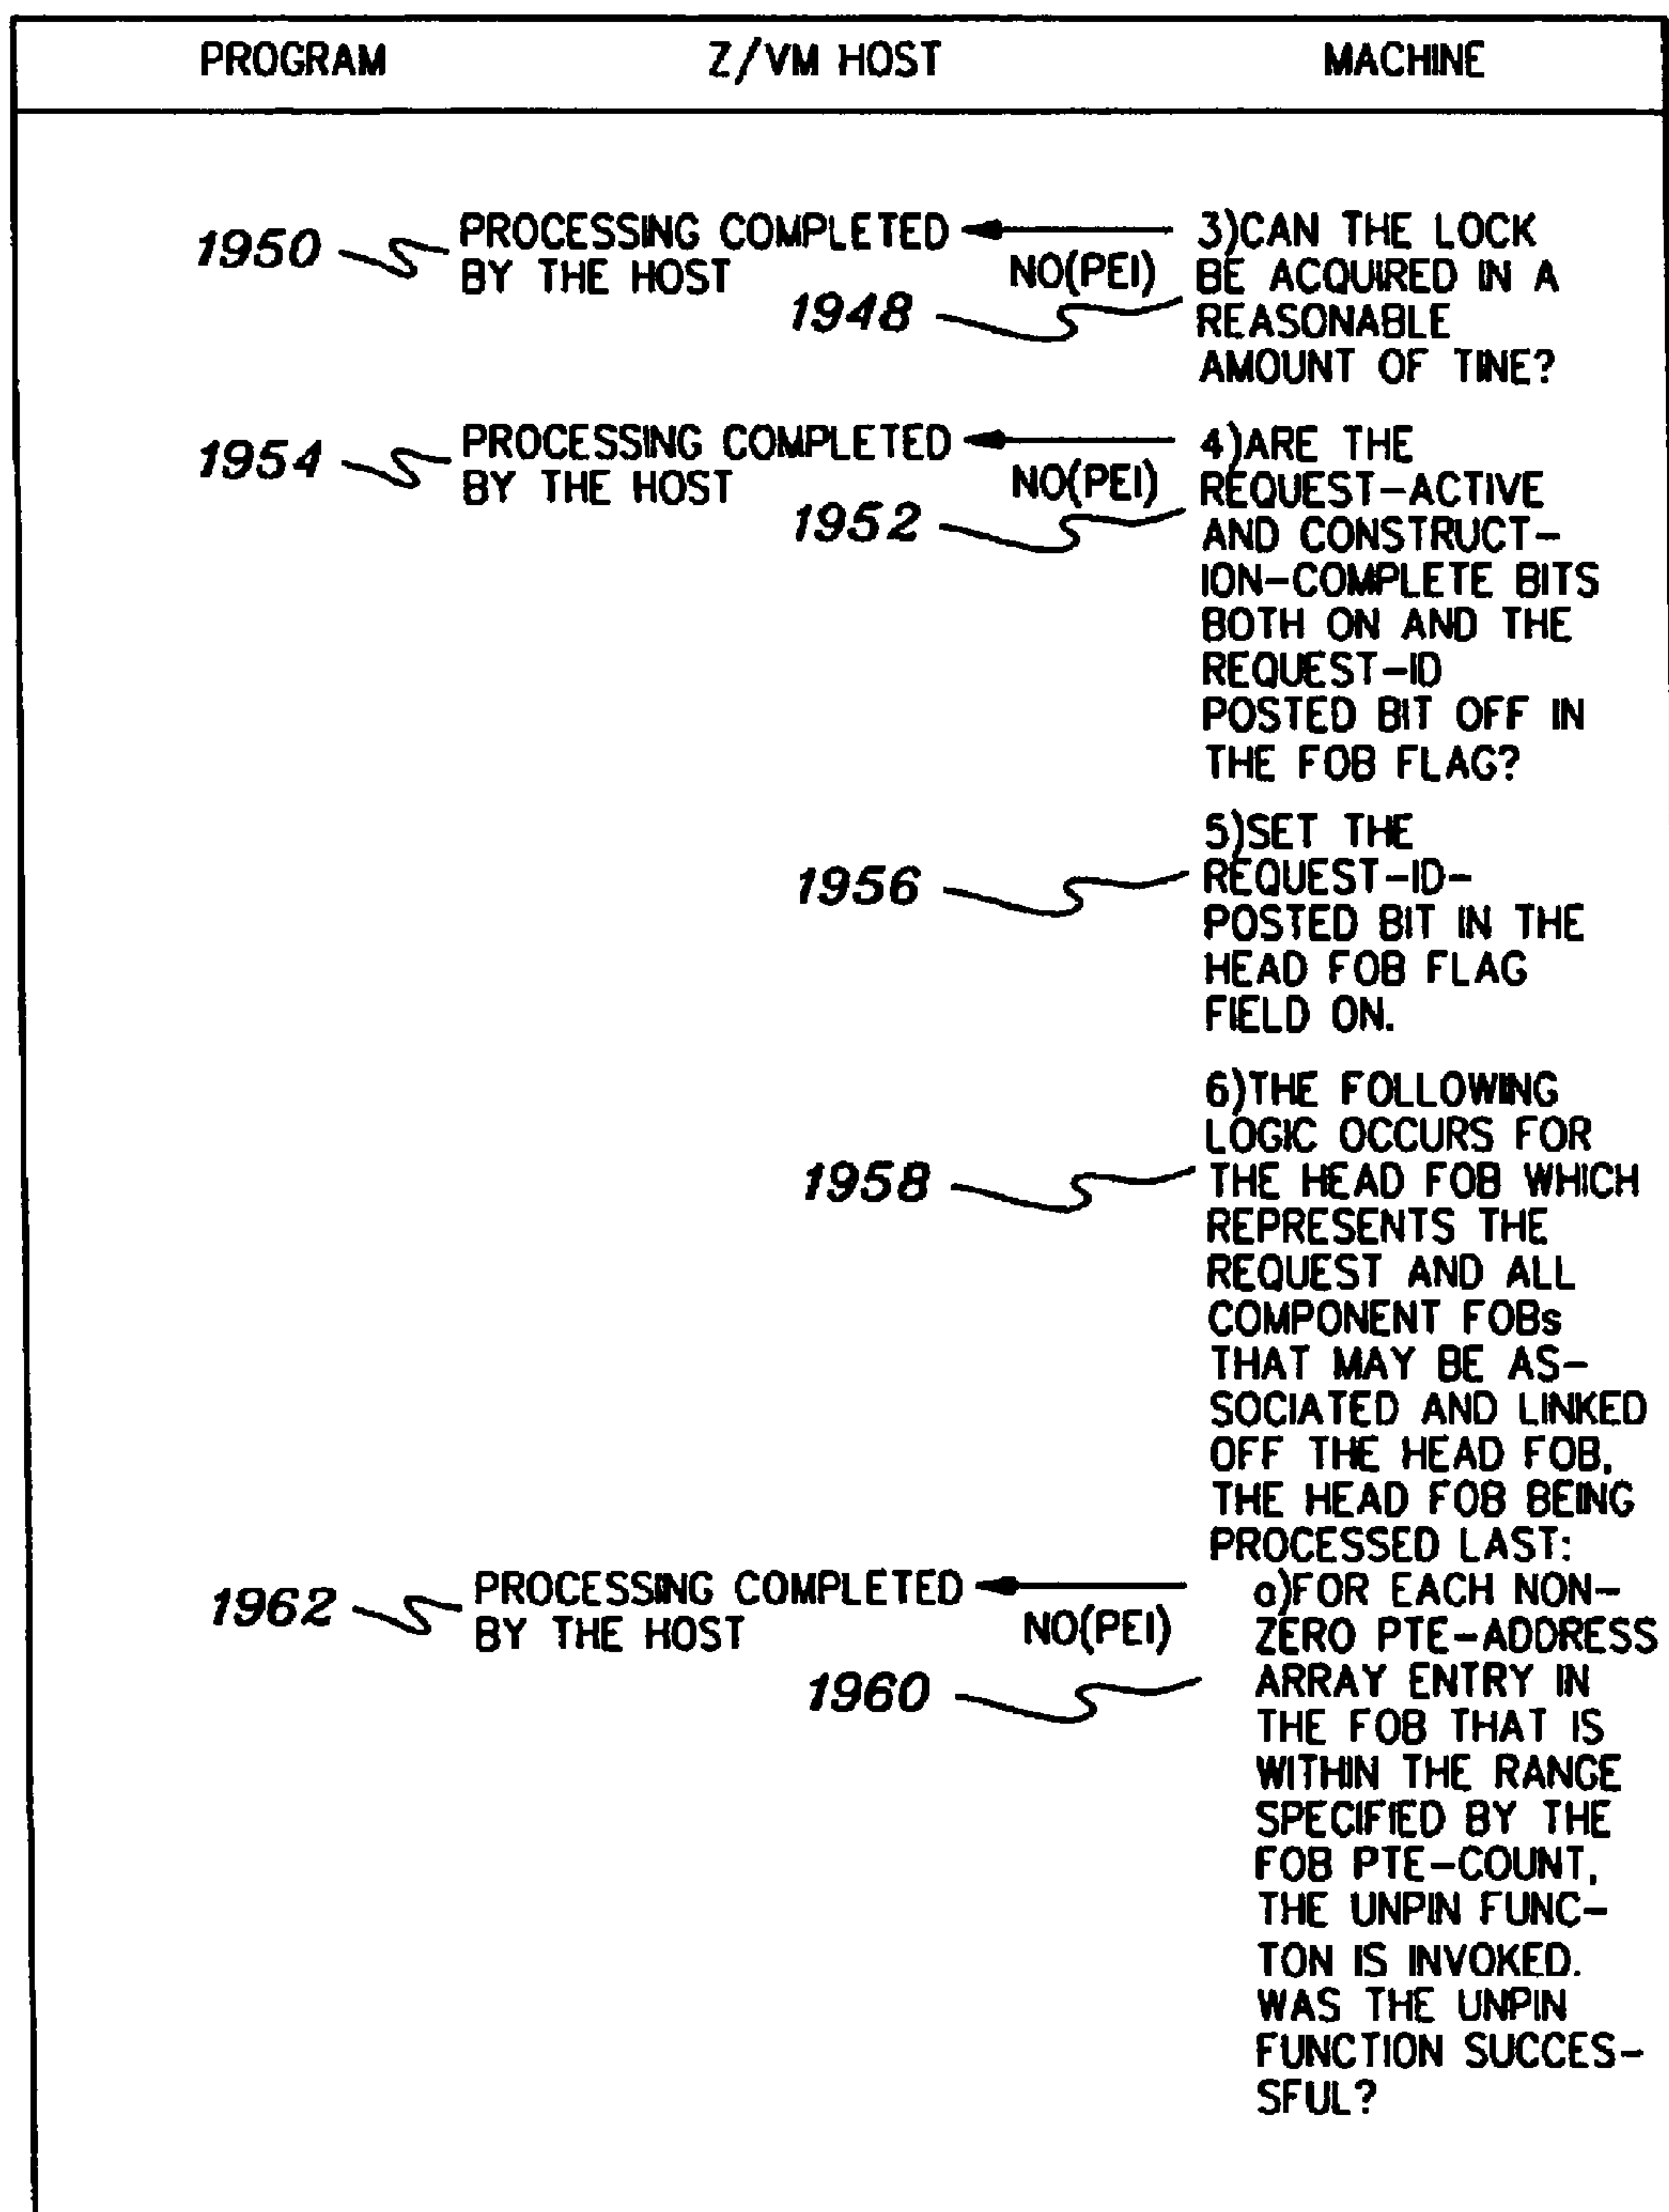 PROGRAM Z/VM HOST MACHINE
1950 PROCESSING COMPLETED 3)CAN THE LOCK
BY THE HOST NO(PEI) BE ACQUIRED IN A
1948 REASONABLE
AMOUNT OF TINE?
1954 PROCESSING COMPLETED 4)ARE THE
BY THE HOST NO(PEI) REQUEST-ACTIVE
1952 AND CONSTRUCT-
ION-COMPLETE BITS
BOTH ON AND THE
REQUEST-ID
POSTED BIT OFF IN
THE FOB FLAG?
5)SET THE
1956 REQUEST-ID-
POSTED BIT IN THE
HEAD FOB FLAG
FIELD ON.
6)THE FOLLOWING
LOGIC OCCURS FOR
1958 THE HEAD FOB WHICH
REPRESENTS THE
REQUEST AND ALL
COMPONENT FOBs
THAT MAY BE AS-
SOCIATED AND LINKED
OFF THE HEAD FOB,
THE HEAD FOB BEING
PROCESSED LAST:
1962 PROCESSING COMPLETED a)FOR EACH NON-
BY THE HOST NO(PEI) ZERO PTE-ADDRESS
1960 ARRAY ENTRY IN
THE FOB THAT IS
WITHIN THE RANGE
SPECIFIED BY THE
FOB PTE-COUNT,
THE UNPIN FUNC-
TON IS INVOKED.
WAS THE UNPIN
FUNCTION SUCCES-
SFUL?